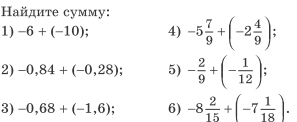 Найдите сумму:
1) –6 + (–10);   4) –5 7/9 + (–2 4/9);
2) –0,84 + (–0,28);   5) –2/9 + (–1/12);
3) –0,68 + (–1,6);   6) –8 2/15 + (–7 1/18).